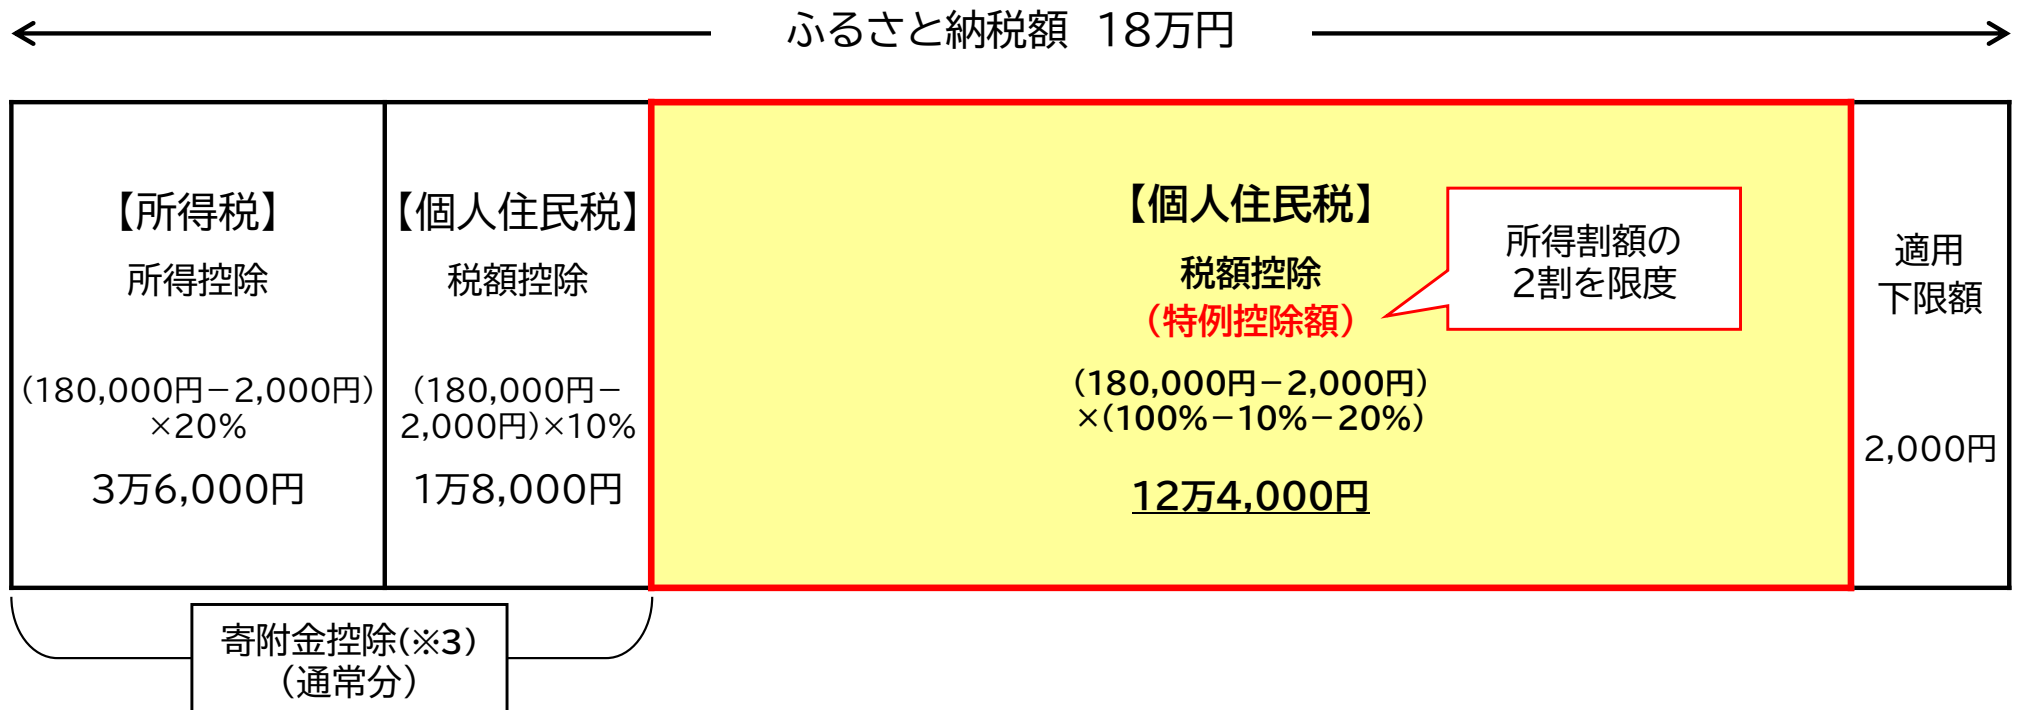 ふるさと納税額　18万円
【所得税】
所得控除
(180,000円－2,000円)
×20%
3万6,000円
【個人住民税】
税額控除
(180,000円－
2,000円)×10%
1万8,000円
【個人住民税】
税額控除
(特例控除額)
(180,000円－2,000円)
×(100%－10%－20%)
12万4,000円
所得割額の
2割を限度
適用
下限額
2,000円
寄附金控除(※3)
(通常分)